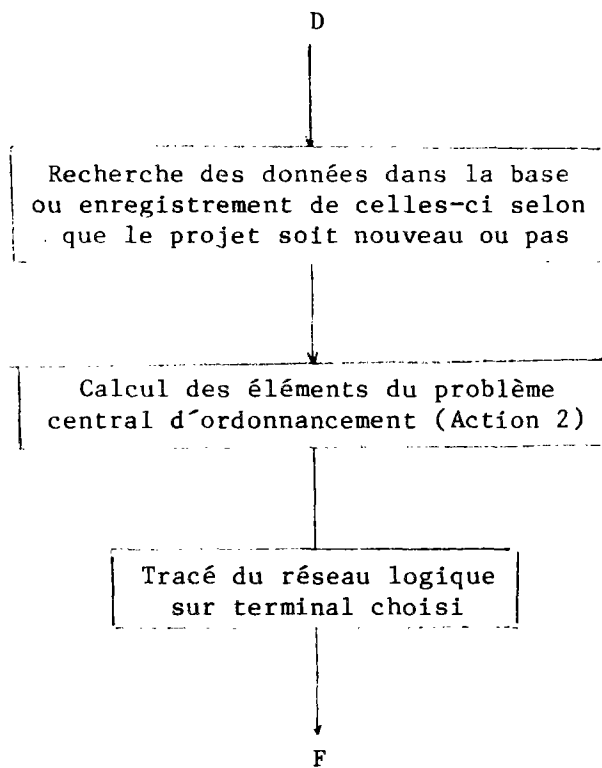 D
Recherche des données dans la base
ou enregistrement de celles-ci selon
que le projet soit nouveau ou pas
Calcul des éléments du problème
central d´ordonnancement (Action 2)
Tracé du réseau logique
sur terminal choisi
F